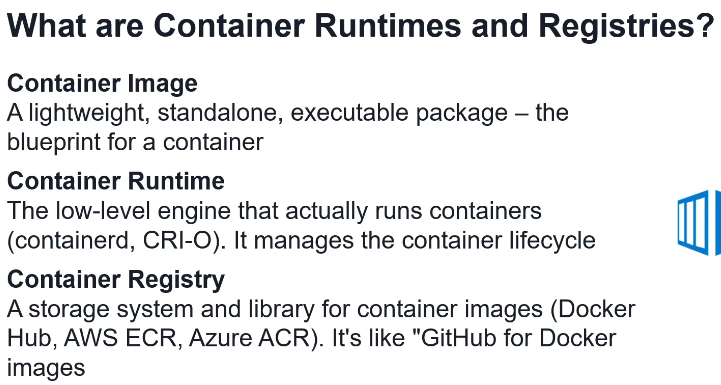 What are Container Runtimes and Registries?
Container Image
A lightweight, standalone, executable package – the
blueprint for a container
Container Runtime
The low-level engine that actually runs containers
(containerd, CRI-O). It manages the container lifecycle
Container Registry
A storage system and library for container images (Docker
Hub, AWS ECR, Azure ACR). It's like "GitHub for Docker
images